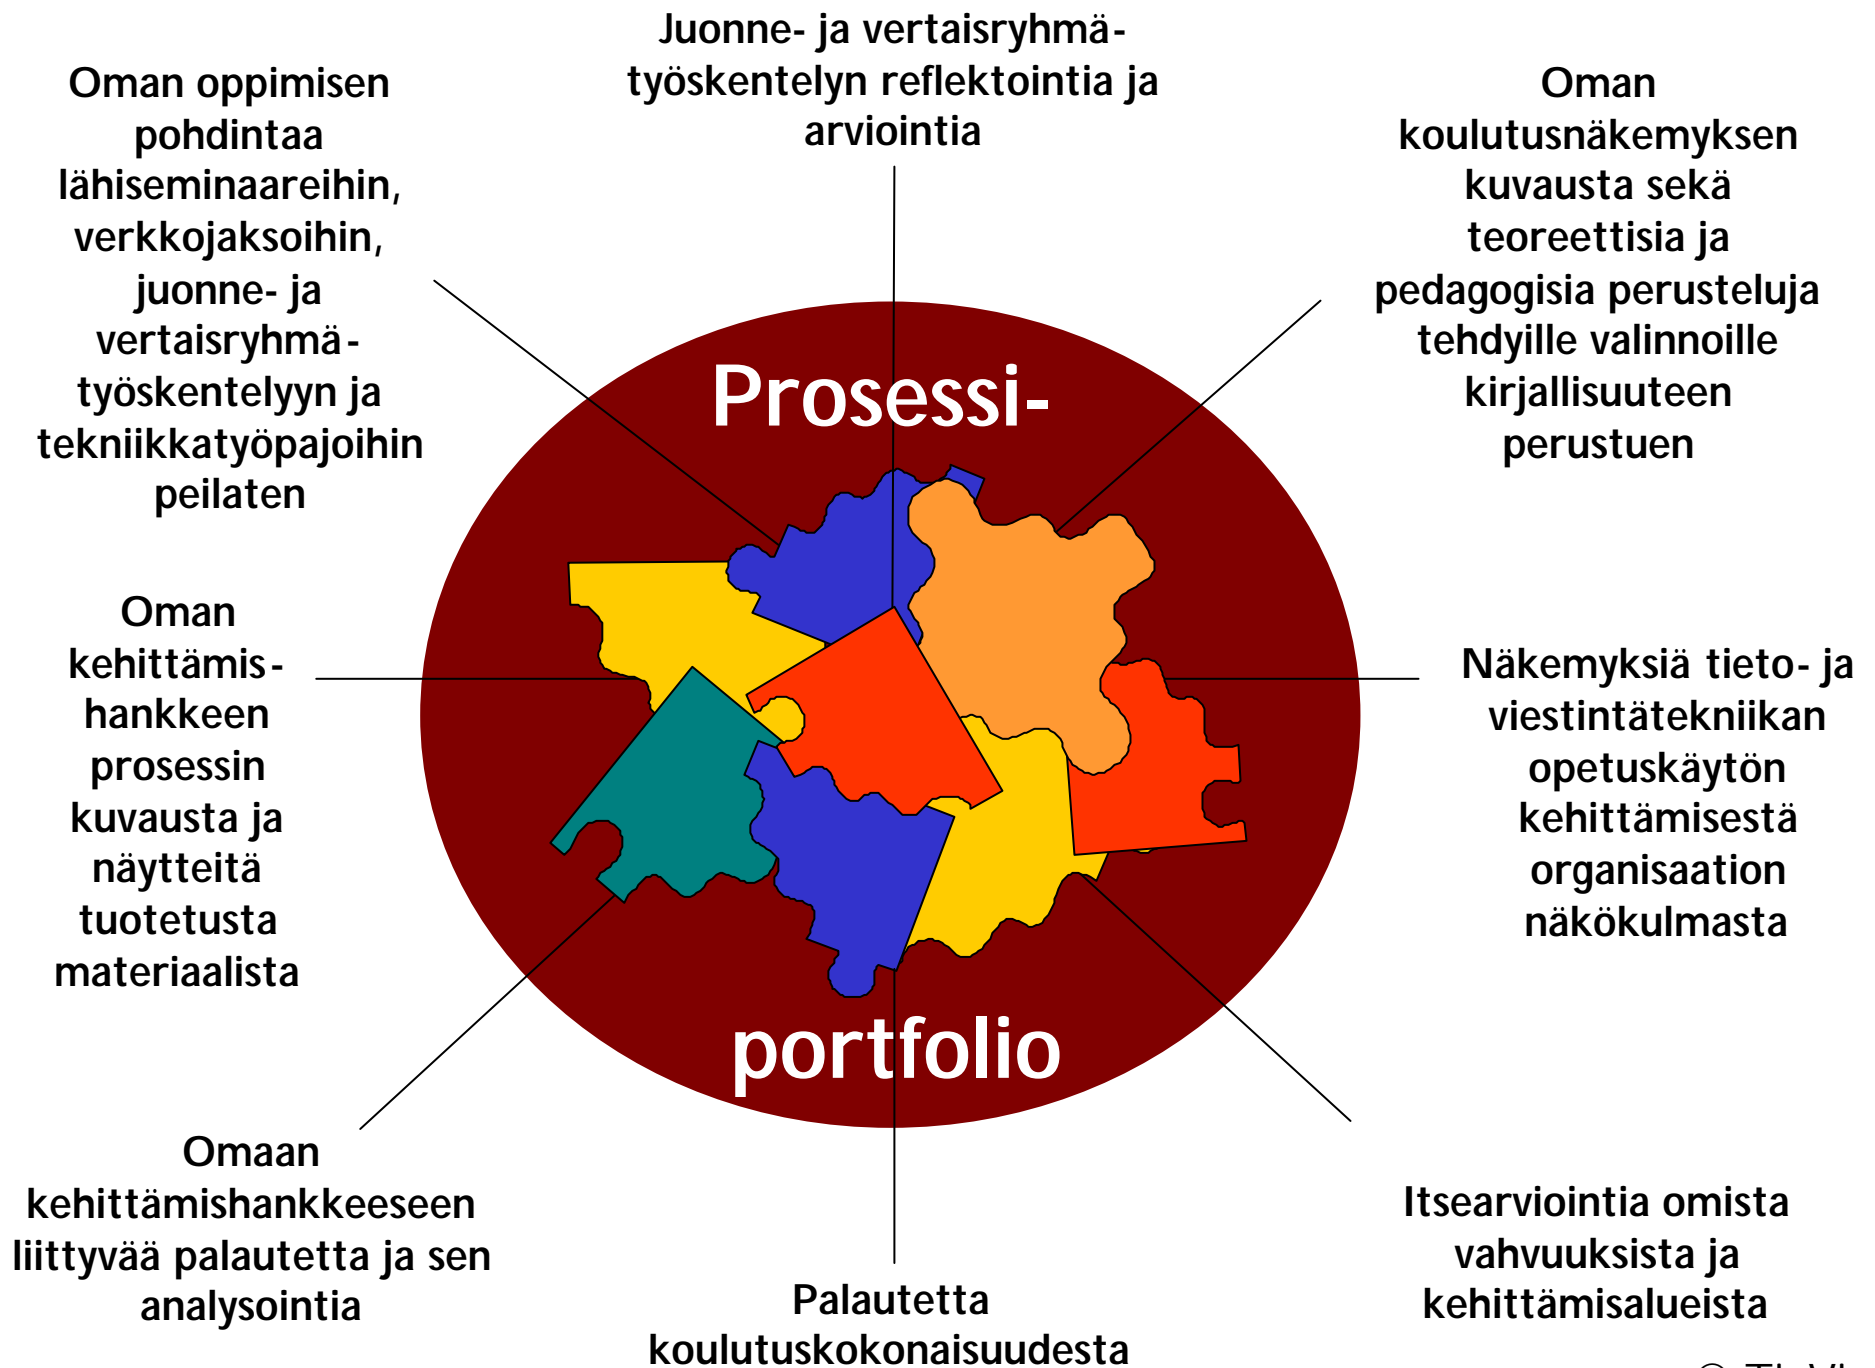 Juonne- ja vertaisryhmä-
työskentelyn reflektointia ja
arviointia
Oman oppimisen
pohdintaa
lähiseminaareihin,
verkkojaksoihin,
juonne- ja
vertaisryhmä-
työskentelyyn ja
tekniikkatyöpajoihin
peilaten
Oman
koulutusnäkemyksen
kuvausta sekä
teoreettisia ja
pedagogisia perusteluja
tehdyille valinnoille
kirjallisuuteen
perustuen
Prosessi-
portfolio
Oman
kehittämis-
hankkeen
prosessin
kuvausta ja
näytteitä
tuotetusta
materiaalista
Näkemyksiä tieto- ja
viestintätekniikan
opetuskäytön
kehittämisestä
organisaation
näkökulmasta
Omaan
kehittämishankkeeseen
liittyvää palautetta ja sen
analysointia
Palautetta
koulutuskokonaisuudesta
Itsearviointia omista
vahvuuksista ja
kehittämisalueista